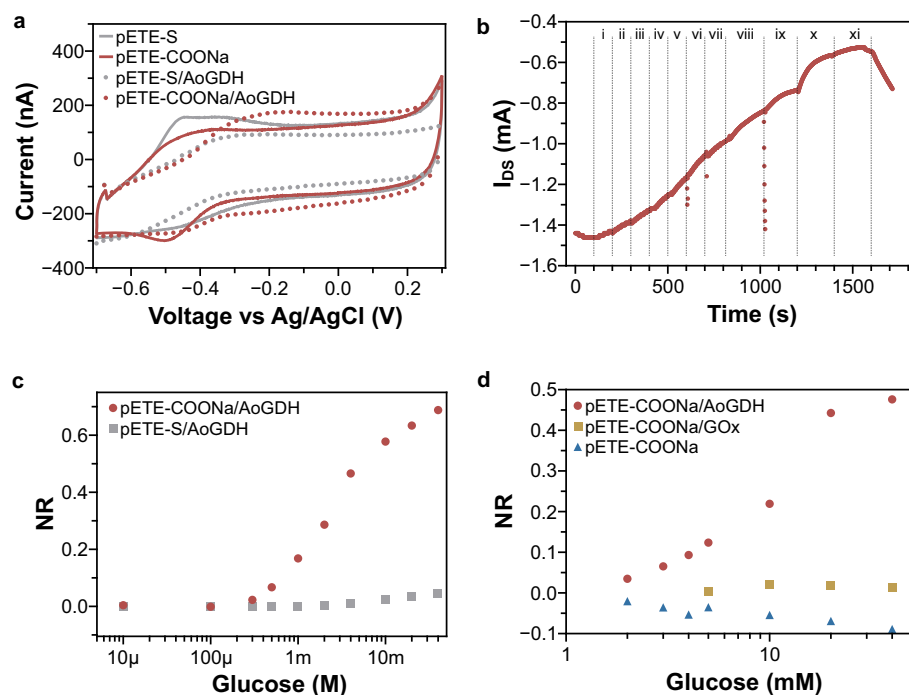 a
400
200
0
−200
−400
Current (nA)
pETE-S
pETE-COONa
pETE-S/AoGDH
pETE-COONa/AoGDH
−0.6 −0.4 −0.2 0.0 0.2
Voltage vs Ag/AgCl (V)
b
−0.4
−0.6
−0.8
−1.0
−1.2
−1.4
−1.6
IDS (mA)
i ii iii iv v vi vii viii ix x xi
0 500 1000 1500
Time (s)
c
0.6
0.4
0.2
0.0
NR
pETE-COONa/AoGDH
pETE-S/AoGDH
10μ 100μ 1m 10m
Glucose (M)
d
0.5
0.4
0.3
0.2
0.1
0.0
−0.1
NR
pETE-COONa/AoGDH
pETE-COONa/GOx
pETE-COONa
1 10
Glucose (mM)